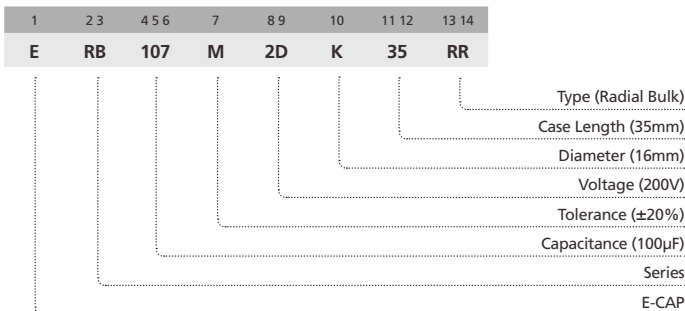 1 2 3 4 5 6 7 8 9 10 11 12 13 14
E RB 107 M 2D K 35 RR
Type (Radial Bulk)
Case Length (35mm)
Diameter (16mm)
Voltage (200V)
Tolerance (±20%)
Capacitance (100µF)
Series
E-CAP